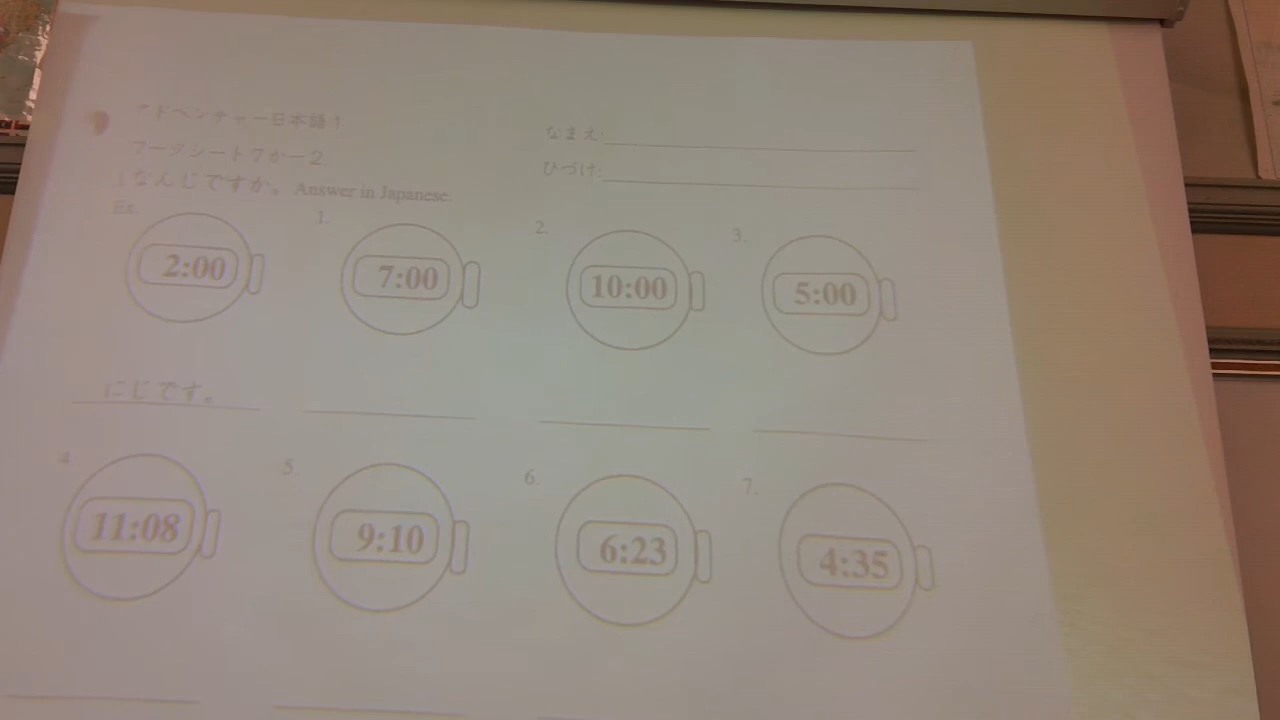 アドベンチャー日本語1
なまえ:
ワークシート7かー2
ひづけ:
I なんじですか。 Answer in Japanese.
Ex. 1. 2. 3.
2:00 7:00 10:00 5:00
にじです。
4. 5. 6. 7.
11:08 9:10 6:23 4:35